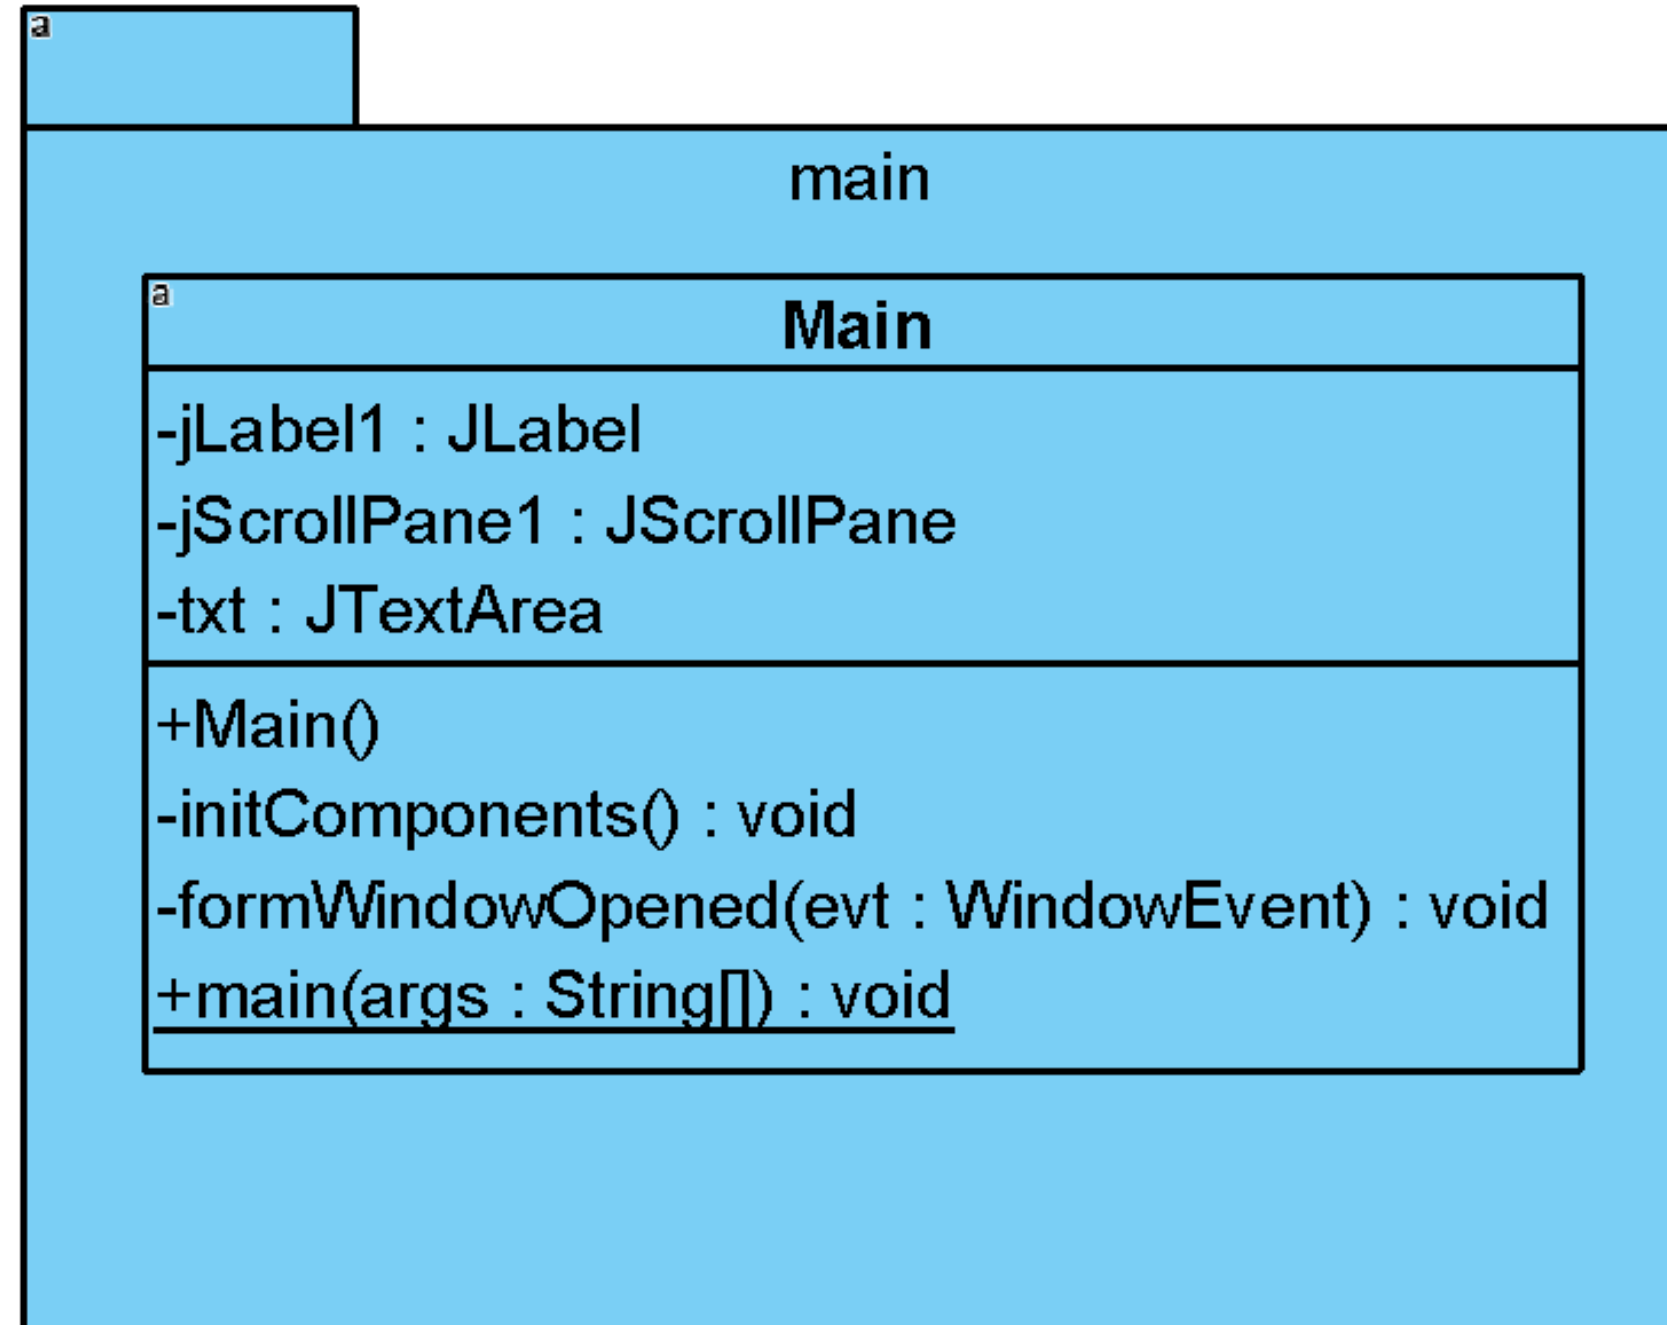 a
main
a
Main
-jLabel1 : JLabel
-jScrollPane1 : JScrollPane
-txt : JTextArea
+Main()
-initComponents() : void
-formWindowOpened(evt : WindowEvent) : void
+main(args : String[]) : void